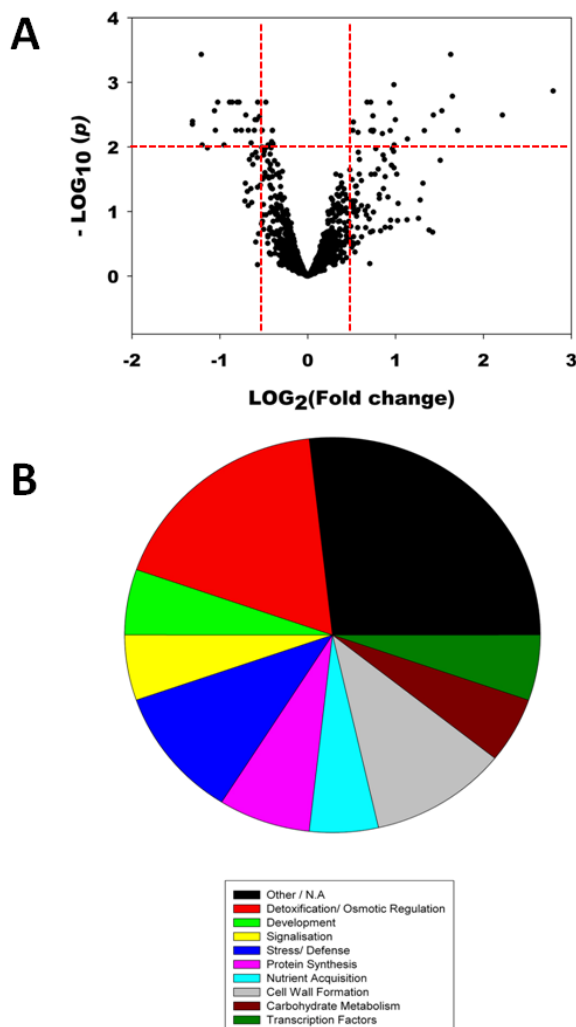 A
4
3
2
1
0
- LOG10 (p)
-2
-1
0
1
2
3
LOG2(Fold change)
B
Other / N.A
Detoxification/ Osmotic Regulation
Development
Signalisation
Stress/ Defense
Protein Synthesis
Nutrient Acquisition
Cell Wall Formation
Carbohydrate Metabolism
Transcription Factors